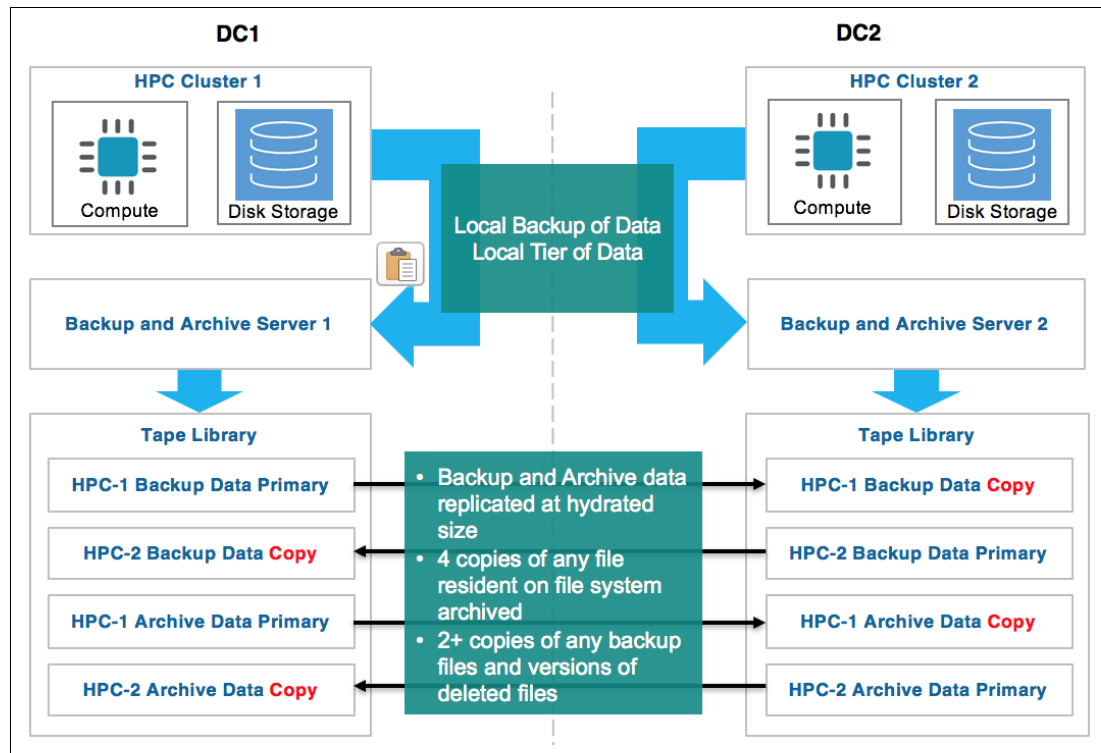 DC1
DC2
HPC Cluster 1
Compute
Disk Storage
HPC Cluster 2
Compute
Disk Storage
Local Backup of Data
Local Tier of Data
Backup and Archive Server 1
Backup and Archive Server 2
Tape Library
HPC-1 Backup Data Primary
HPC-2 Backup Data Copy
HPC-1 Archive Data Primary
HPC-2 Archive Data Copy
• Backup and Archive data
replicated at hydrated
size
• 4 copies of any file
resident on file system
archived
• 2+ copies of any backup
files and versions of
deleted files
Tape Library
HPC-1 Backup Data Copy
HPC-2 Backup Data Primary
HPC-1 Archive Data Copy
HPC-2 Archive Data Primary